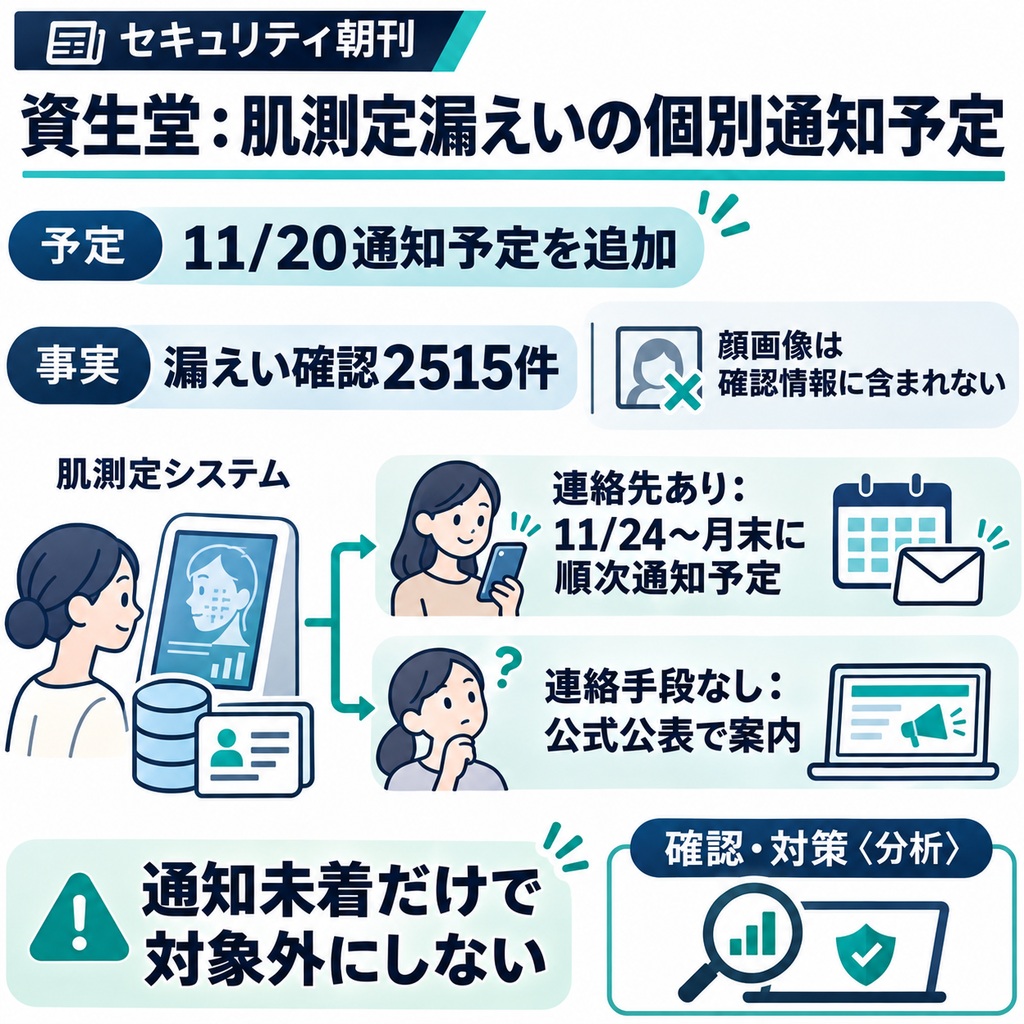 セキュリティ朝刊
資生堂：肌測定漏えいの個別通知予定
予定
11/20通知予定を追加
事実
漏えい確認2515件
顔画像は
確認情報に含まれない
肌測定システム
連絡先あり：
11/24～月末に
順次通知予定
?
連絡手段なし：
公式公表で案内
通知未着だけで
対象外にしない
確認・対策〈分析〉